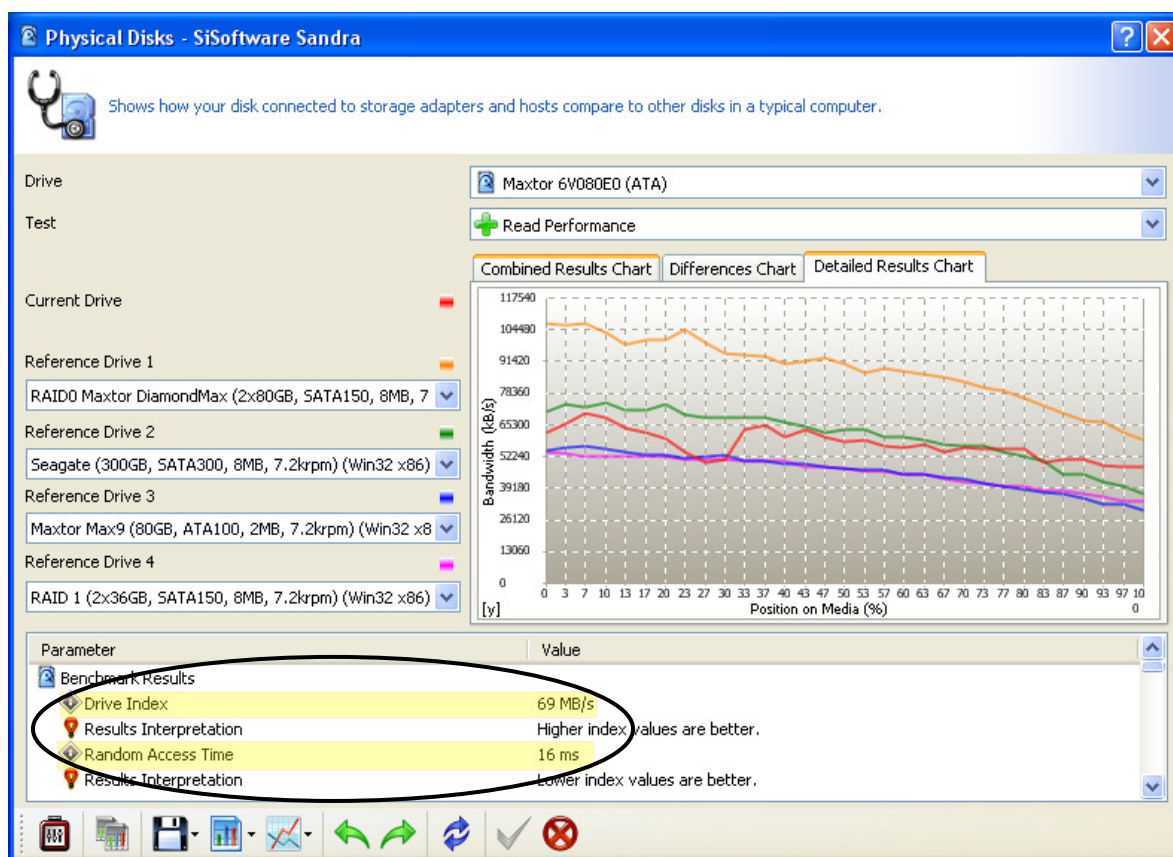 Physical Disks - SiSoftware Sandra
Shows how your disk connected to storage adapters and hosts compare to other disks in a typical computer.
Drive
Maxtor 6V080E0 (ATA)
Test
Read Performance
Combined Results Chart
Differences Chart
Detailed Results Chart
Current Drive
Reference Drive 1
RAID0 Maxtor DiamondMax (2x80GB, SATA150, 8MB, 7
Reference Drive 2
Seagate (300GB, SATA300, 8MB, 7.2krpm) (Win32 x86)
Reference Drive 3
Maxtor Max9 (80GB, ATA100, 2MB, 7.2krpm) (Win32 x8
Reference Drive 4
RAID 1 (2x36GB, SATA150, 8MB, 7.2krpm) (Win32 x86)
Bandwidth (kB/s)
117540
104480
91420
78360
65300
52240
39180
26120
13060
0
0 3 7 10 13 17 20 23 27 30 33 37 40 43 47 50 53 57 60 63 67 70 73 77 80 83 87 90 93 97 10
0
[y]
Position on Media (%)
Parameter Value
Benchmark Results
Drive Index 69 MB/s
Results Interpretation Higher index values are better.
Random Access Time 16 ms
Results Interpretation Lower index values are better.